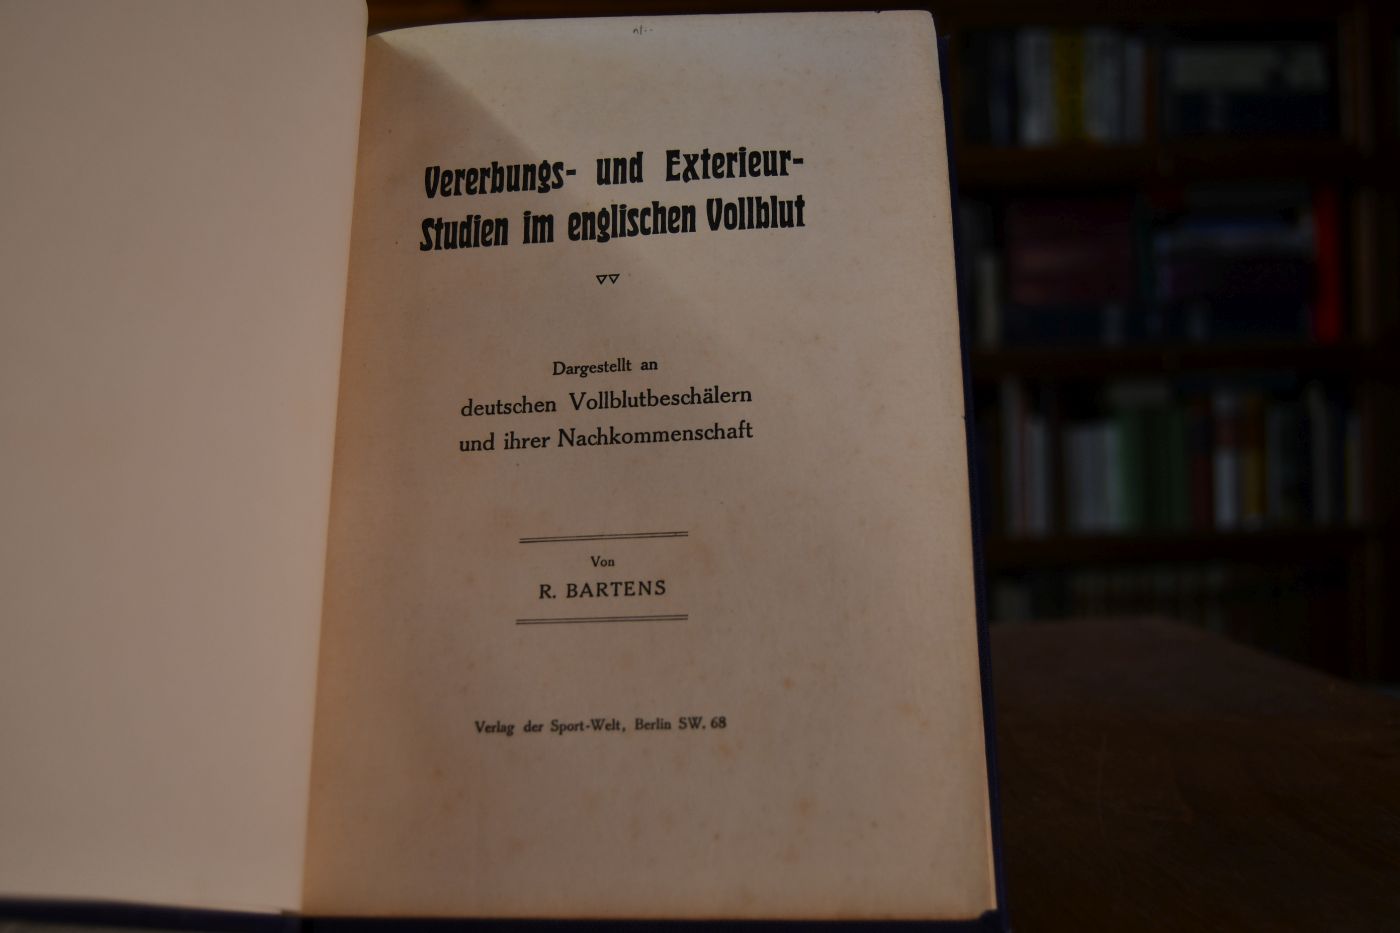 Vererbungs- und Exterieur-
Studien im englischen Vollblut
Dargestellt an
deutschen Vollblutbeschälern
und ihrer Nachkommenschaft
Von
R. BARTENS
Verlag der Sport-Welt, Berlin SW. 68